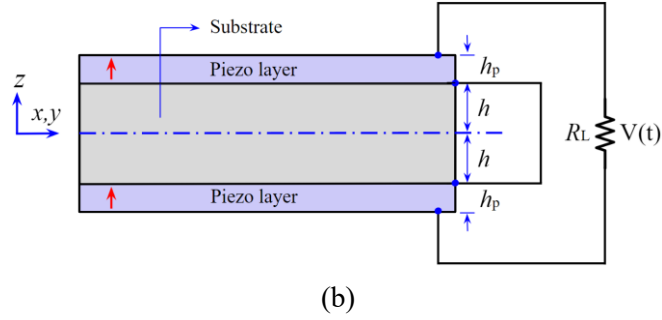 Substrate
Piezo layer
hp
z
x,y
h
RL
V(t)
h
Piezo layer
hp
(b)